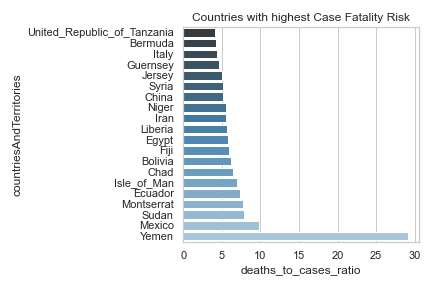 Countries with highest Case Fatality Risk
United_Republic_of_Tanzania
Bermuda
Italy
Guernsey
Jersey
Syria
China
Niger
Iran
Liberia
Egypt
Fiji
Bolivia
Chad
Isle_of_Man
Ecuador
Montserrat
Sudan
Mexico
Yemen
countriesAndTerritories
0 5 10 15 20 25 30
deaths_to_cases_ratio